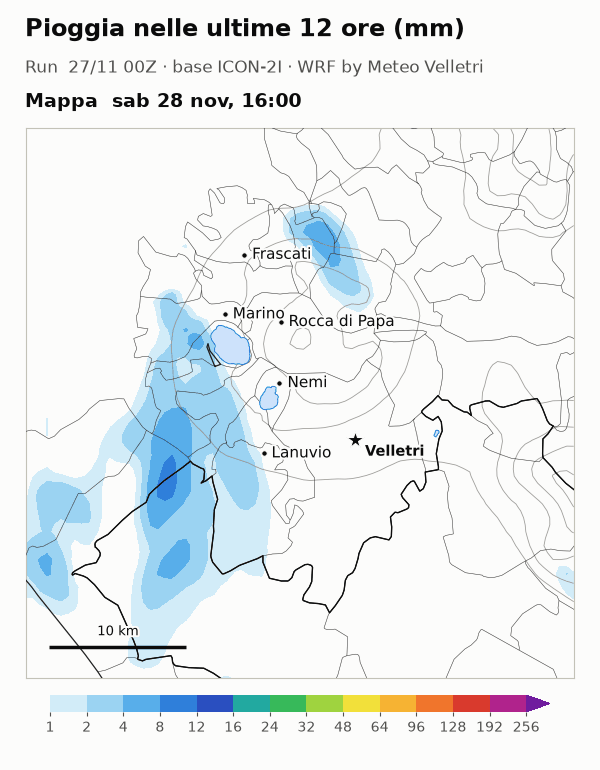 Pioggia nelle ultime 12 ore (mm)
Run 27/11 00Z · base ICON-2I · WRF by Meteo Velletri
Mappa sab 28 nov, 16:00
Frascati
Marino
Rocca di Papa
Nemi
Velletri
Lanuvio
10 km
1 2 4 8 12 16 24 32 42 48 64 96 128 192 256